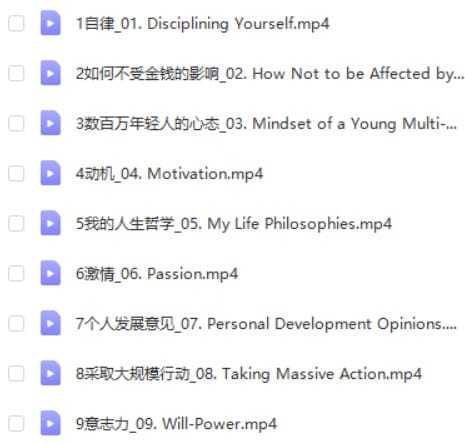 1自律_01. Disciplining Yourself.mp4
2如何不受金钱的影响_02. How Not to be Affected by...
3数百万年轻人的心态_03. Mindset of a Young Multi-...
4动机_04. Motivation.mp4
5我的人生哲学_05. My Life Philosophies.mp4
6激情_06. Passion.mp4
7个人发展意见_07. Personal Development Opinions....
8采取大规模行动_08. Taking Massive Action.mp4
9意志力_09. Will-Power.mp4